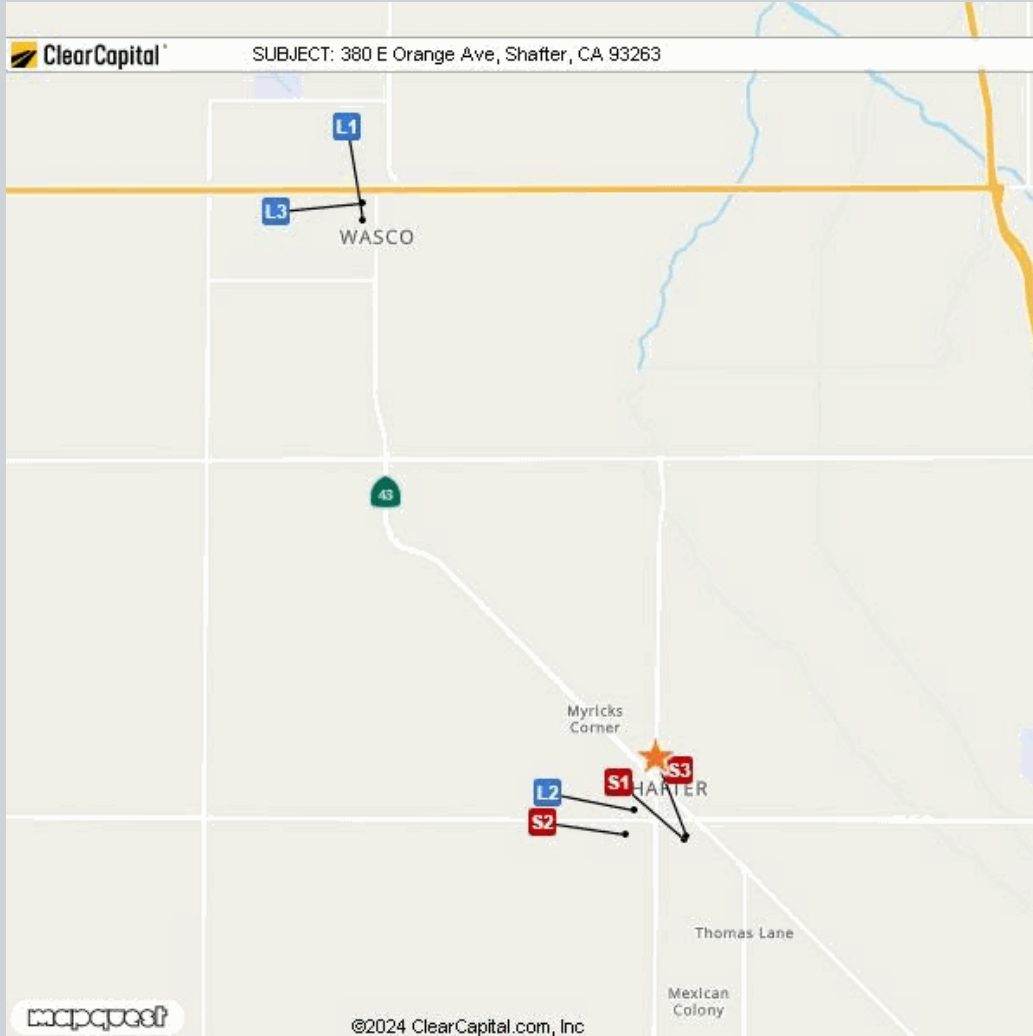 ClearCapital
SUBJECT: 380 E Orange Ave, Shafter, CA 93263
L1
L3
WASCO
43
Myricks
Corner
S3
S1
HAFTER
L2
S2
Thomas Lane
Mexican
Colony
mapquest
©2024 ClearCapital.com, Inc